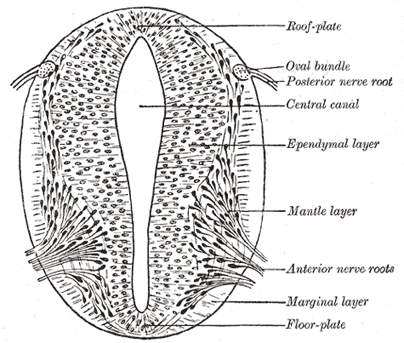 Roof-plate
Oval bundle
Posterior nerve root
Central canal
Ependymal layer
Mantle layer
Anterior nerve roots
Marginal layer
Floor-plate